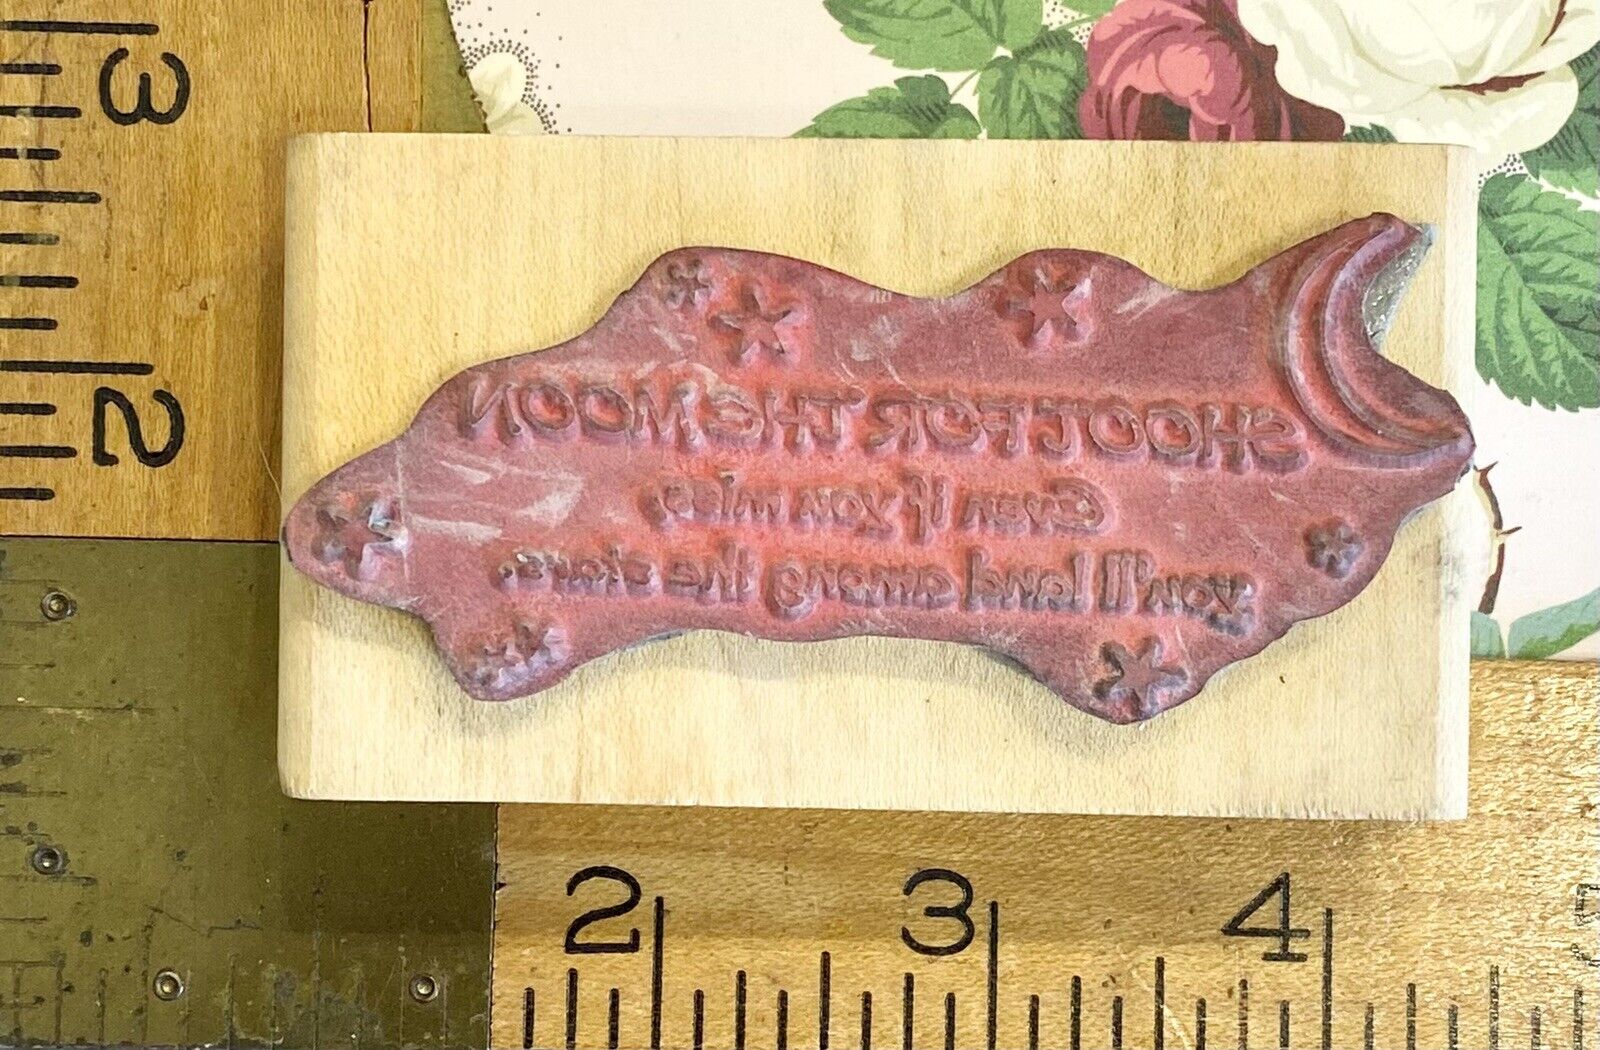 SHOOT FOR THE MOON
Even if you miss,
you'll land among the stars.
3
2
2 3 4